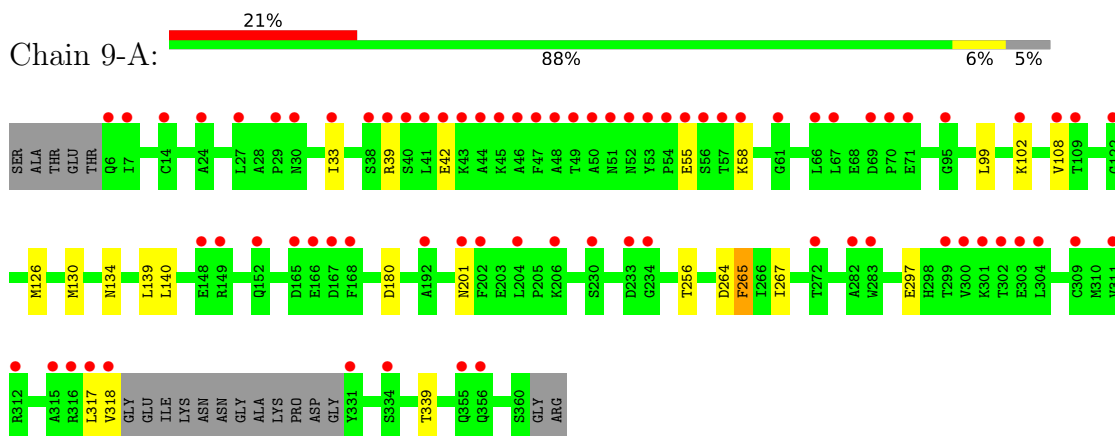 21%
Chain 9-A:
88% 6% 5%
SER ALA THR GLU THR Q6 I7 C14 A24 L27 A28 P29 N30 I33 S38 R39 S40 L41 E42 K43 A44 K45 A46 F47 A48 T49 A50 N51 N52 Y53 P54 E55 S56 T57 K58 G61 L66 L67 E68 D69 P70 E71 G95 L99 K102 V108 T109 G122
M126 M130 N134 L139 L140 E148 R149 Q152 D165 E166 D167 F168 D180 A192 N201 F202 E203 L204 P205 K206 S230 D233 G234 T256 D264 F265 I266 I267 T272 A282 W283 E297 H298 T299 V300 K301 T302 E303 L304 C309 M310 V311
R312 A315 R316 L317 V318 GLY GLU ILE LYS ASN ASN GLY ALA LYS PRO ASP GLY Y331 S334 T339 Q355 Q356 S360 GLY ARG